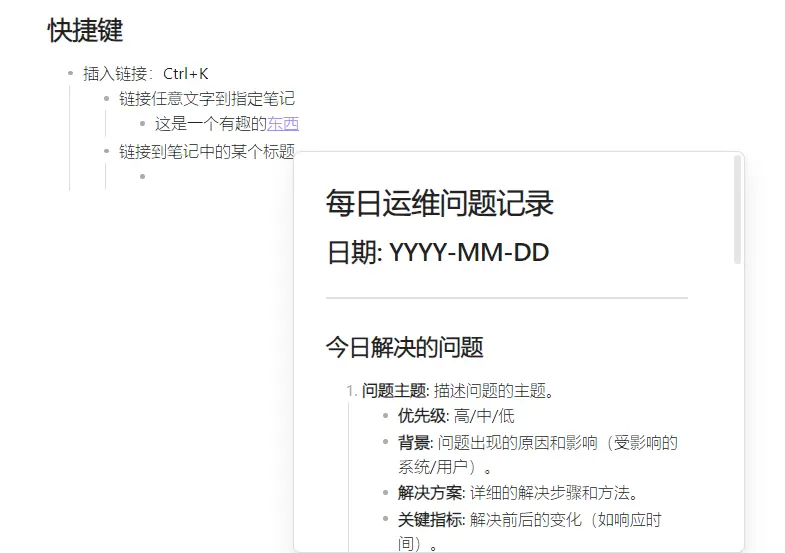 快捷键
插入链接：Ctrl+K
链接任意文字到指定笔记
这是一个有趣的东西
链接到笔记中的某个标题
每日运维问题记录
日期: YYYY-MM-DD
今日解决的问题
1. 问题主题: 描述问题的主题。
优先级: 高/中/低
背景: 问题出现的原因和影响（受影响的
系统/用户）。
解决方案: 详细的解决步骤和方法。
关键指标: 解决前后的变化（如响应时
间）。